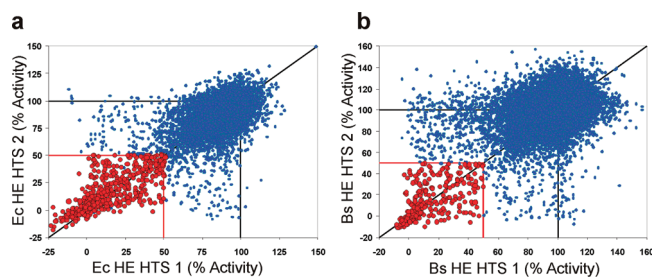 a
150
125
100
75
50
25
0
-25
-25 0 25 50 75 100 125 150
Ec HE HTS 2 (% Activity)
Ec HE HTS 1 (% Activity)
b
160
140
120
100
80
60
40
20
0
-20
-20 0 20 40 60 80 100 120 140 160
Bs HE HTS 2 (% Activity)
Bs HE HTS 1 (% Activity)